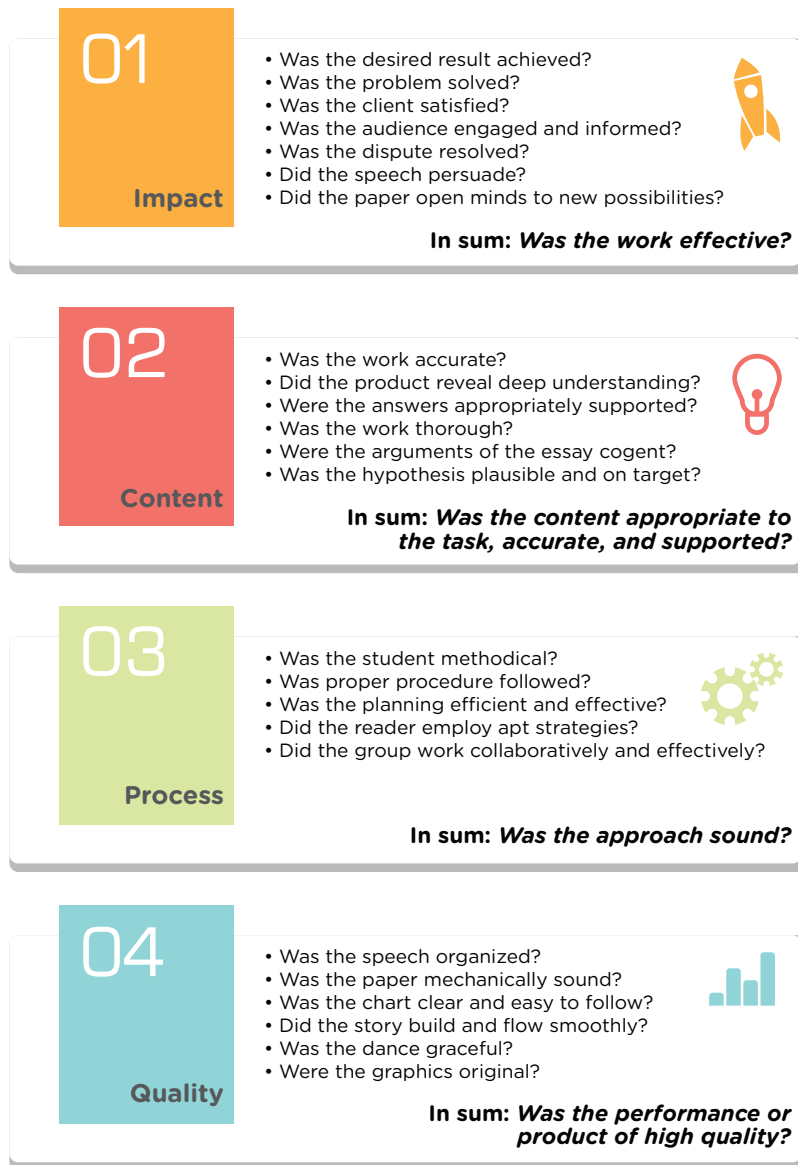 01
Impact
• Was the desired result achieved?
• Was the problem solved?
• Was the client satisfied?
• Was the audience engaged and informed?
• Was the dispute resolved?
• Did the speech persuade?
• Did the paper open minds to new possibilities?
In sum: Was the work effective?
02
Content
• Was the work accurate?
• Did the product reveal deep understanding?
• Were the answers appropriately supported?
• Was the work thorough?
• Were the arguments of the essay cogent?
• Was the hypothesis plausible and on target?
In sum: Was the content appropriate to
the task, accurate, and supported?
03
Process
• Was the student methodical?
• Was proper procedure followed?
• Was the planning efficient and effective?
• Did the reader employ apt strategies?
• Did the group work collaboratively and effectively?
In sum: Was the approach sound?
04
Quality
• Was the speech organized?
• Was the paper mechanically sound?
• Was the chart clear and easy to follow?
• Did the story build and flow smoothly?
• Was the dance graceful?
• Were the graphics original?
In sum: Was the performance or
product of high quality?